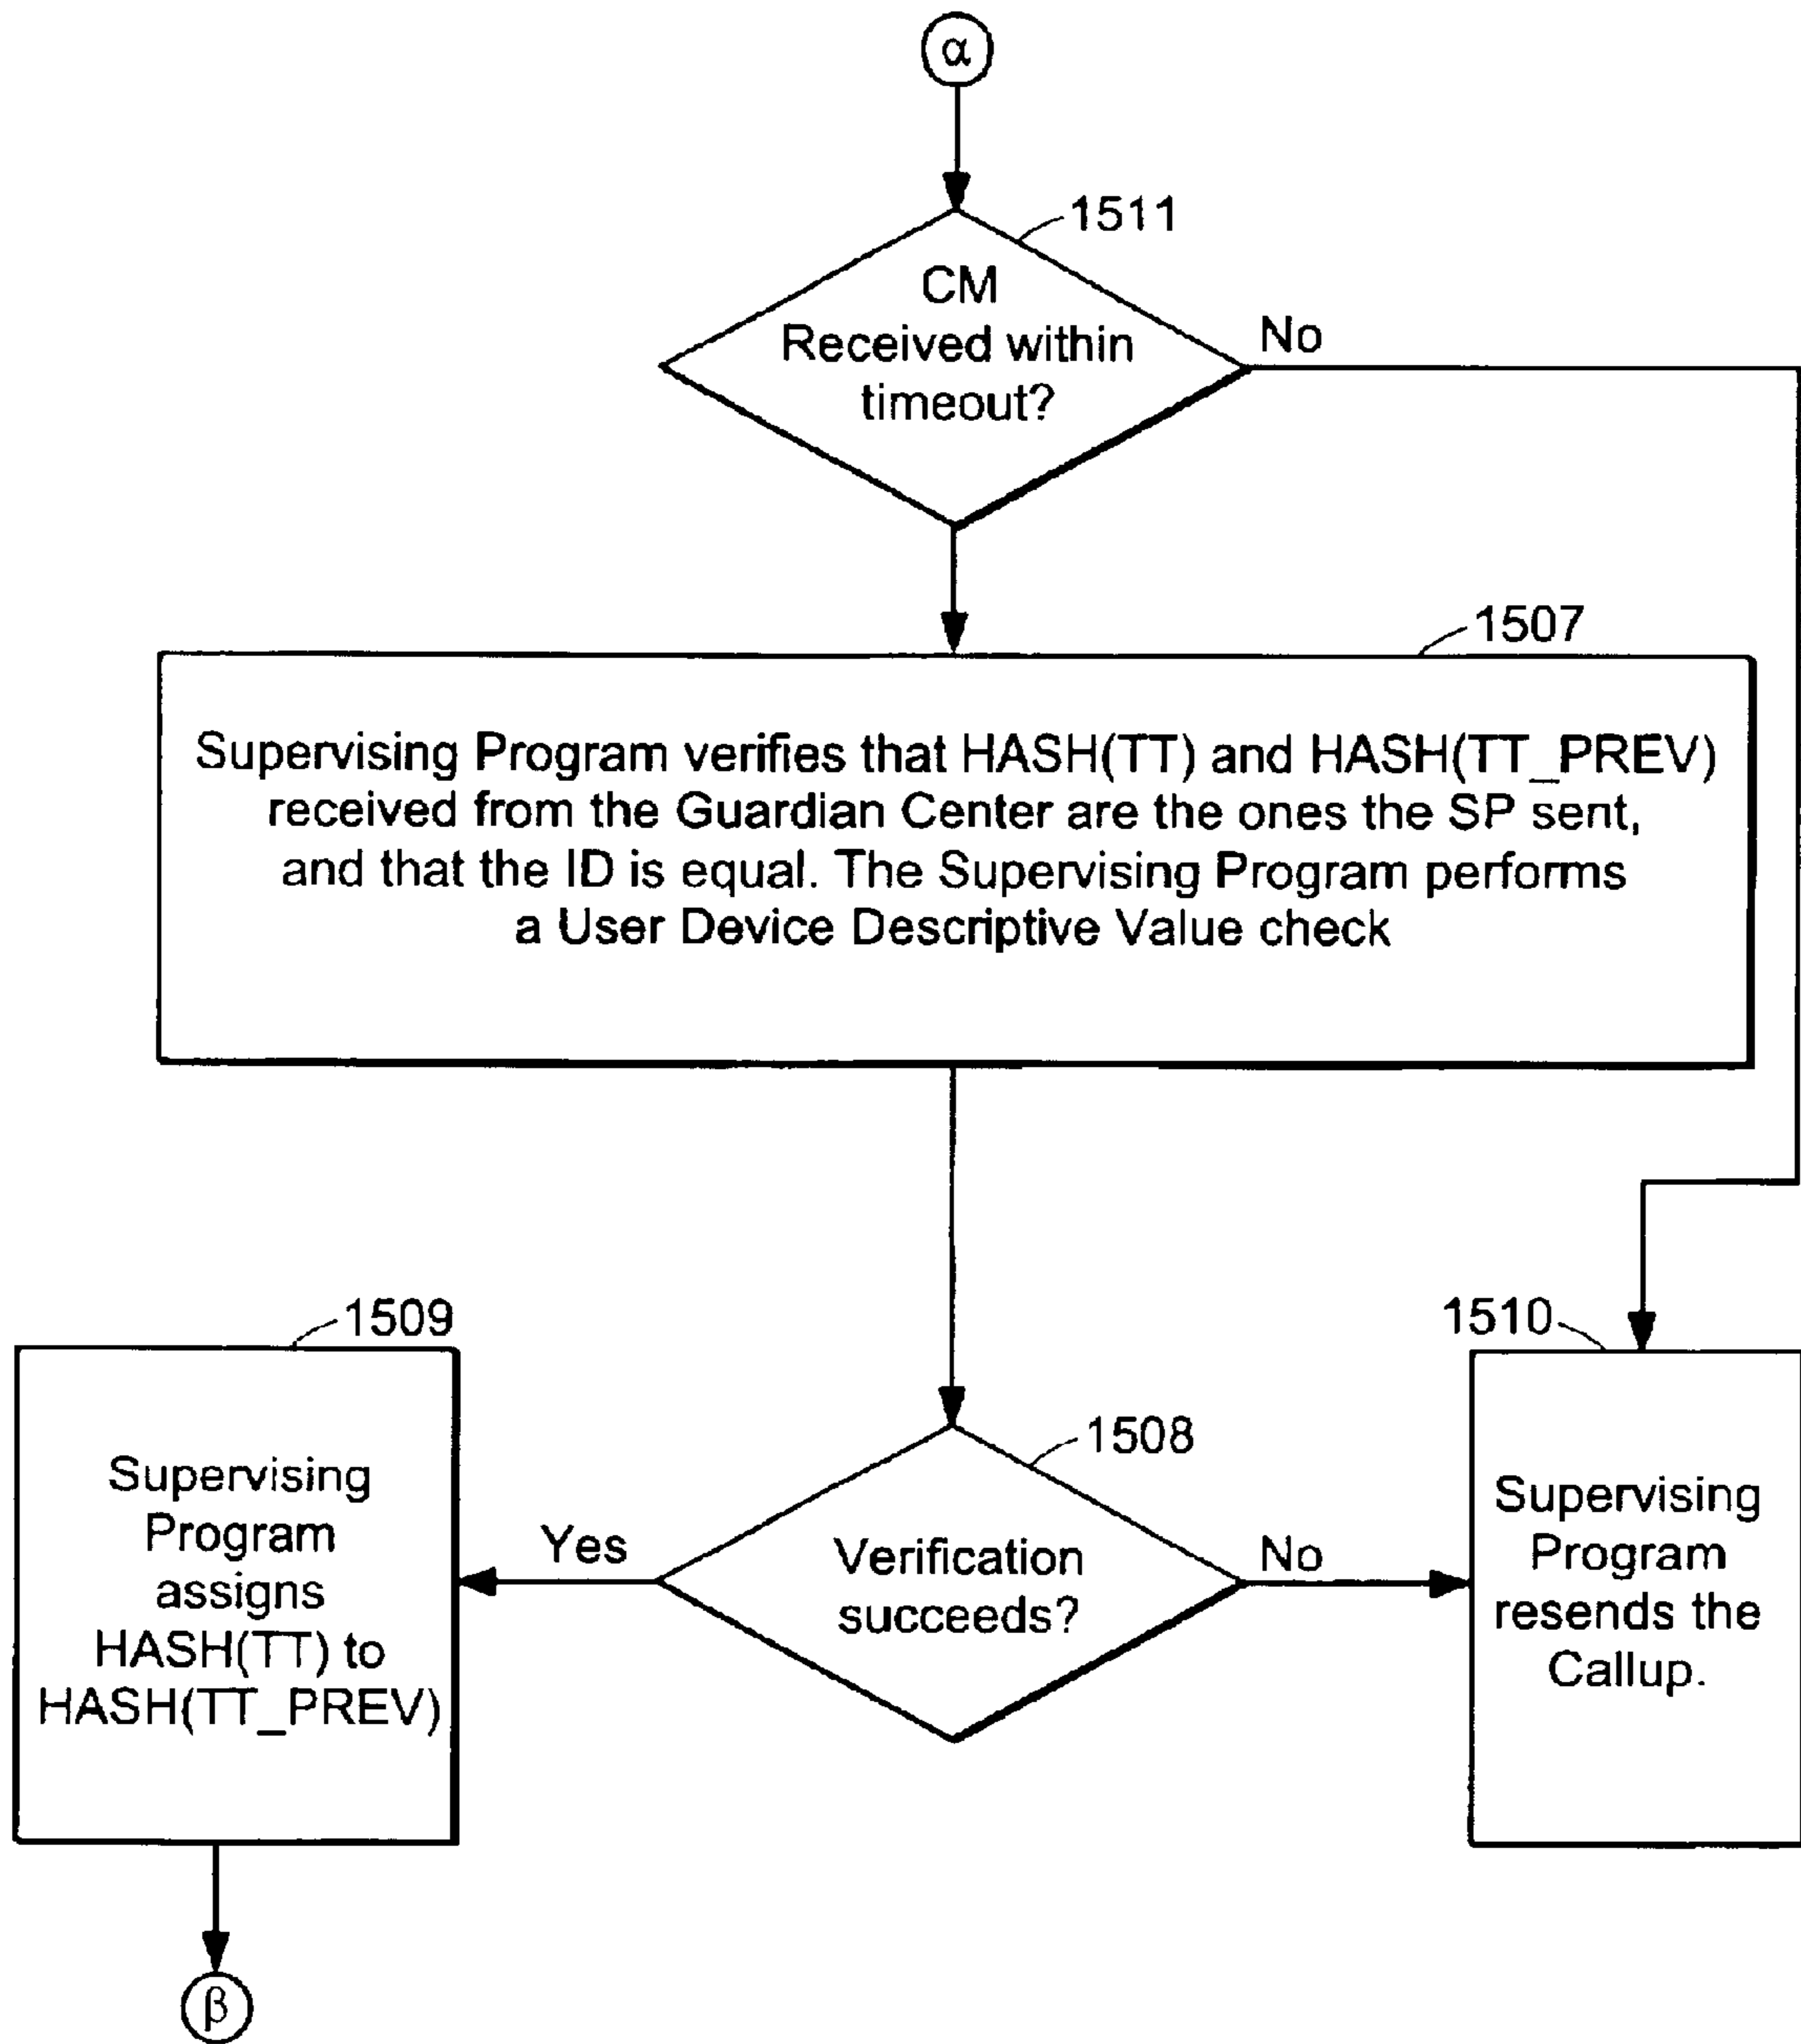 α
1511
CM
Received within
timeout?
No
1507
Supervising Program verifies that HASH(TT) and HASH(TT_PREV)
received from the Guardian Center are the ones the SP sent,
and that the ID is equal. The Supervising Program performs
a User Device Descriptive Value check
1509
Supervising
Program
assigns
HASH(TT) to
HASH(TT_PREV)
Yes
1508
Verification
succeeds?
No
1510
Supervising
Program
resends the
Callup.
β